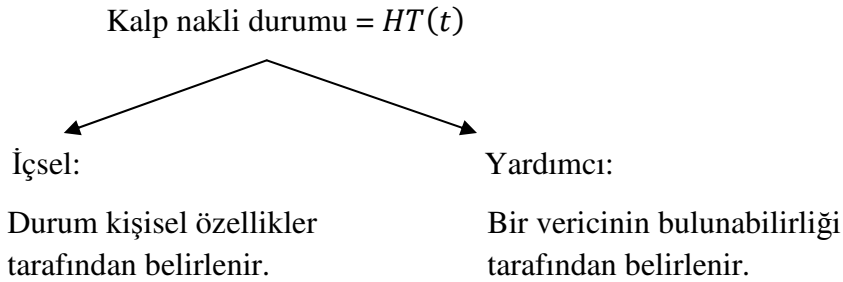 Kalp nakli durumu = 𝐻𝑇(𝑡)
İçsel:
Yardımcı:
Durum kişisel özellikler
tarafından belirlenir.
Bir vericinin bulunabilirliği
tarafından belirlenir.